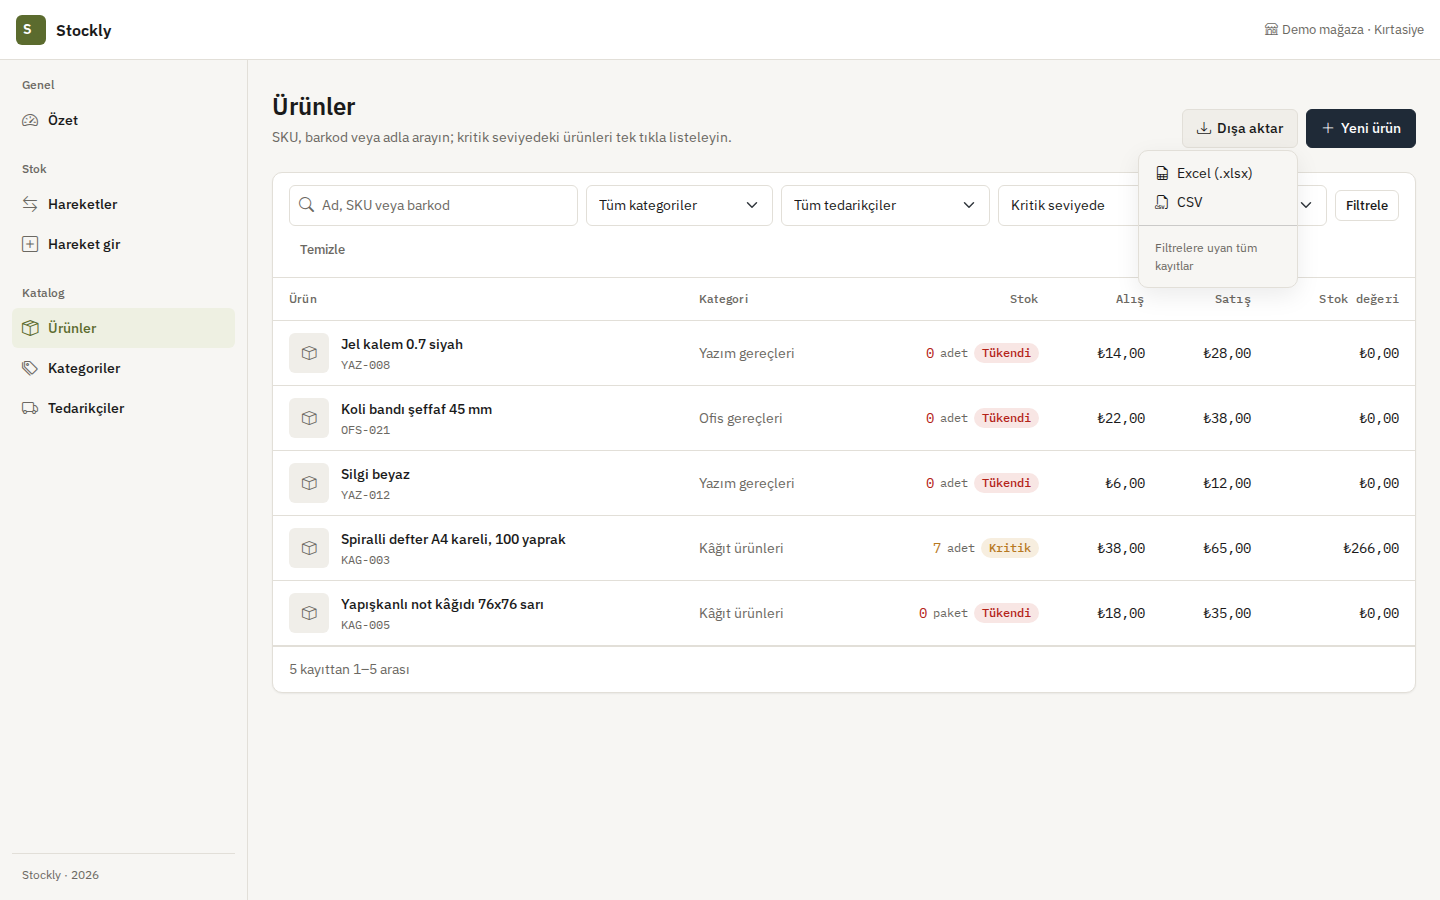 S
Stockly
Demo mağaza · Kırtasiye
Genel
Özet
Stok
Hareketler
Hareket gir
Katalog
Ürünler
Kategoriler
Tedarikçiler
Stockly · 2026
Ürünler
SKU, barkod veya adla arayın; kritik seviyedeki ürünleri tek tıkla listeleyin.
Dışa aktar
Yeni ürün
Excel (.xlsx)
CSV
Filtrelere uyan tüm
kayıtlar
Ad, SKU veya barkod
Tüm kategoriler
Tüm tedarikçiler
Kritik seviyede
Filtrele
Temizle
Ürün Kategori Stok Alış Satış Stok değeri
Jel kalem 0.7 siyah
YAZ-008
Yazım gereçleri 0 adet Tükendi ₺14,00 ₺28,00 ₺0,00
Koli bandı şeffaf 45 mm
OFS-021
Ofis gereçleri 0 adet Tükendi ₺22,00 ₺38,00 ₺0,00
Silgi beyaz
YAZ-012
Yazım gereçleri 0 adet Tükendi ₺6,00 ₺12,00 ₺0,00
Spiralli defter A4 kareli, 100 yaprak
KAG-003
Kâğıt ürünleri 7 adet Kritik ₺38,00 ₺65,00 ₺266,00
Yapışkanlı not kâğıdı 76x76 sarı
KAG-005
Kâğıt ürünleri 0 paket Tükendi ₺18,00 ₺35,00 ₺0,00
5 kayıttan 1–5 arası